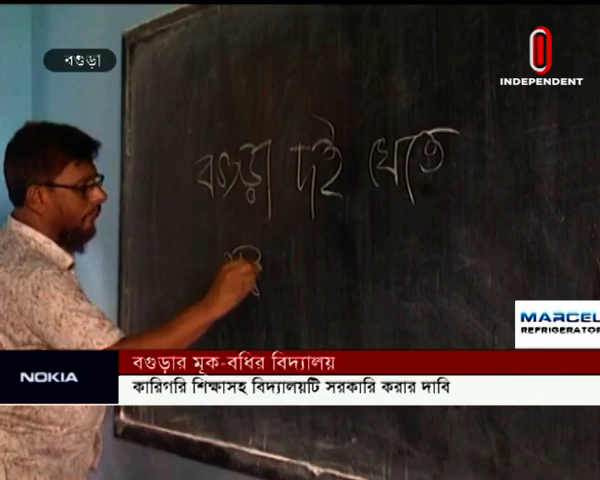 বগুড়া
INDEPENDENT
বগুড়া দই খেতে
MARCEL
REFRIGERATOR
NOKIA
বগুড়ার মূক-বধির বিদ্যালয়
কারিগরি শিক্ষাসহ বিদ্যালয়টি সরকারি করার দাবি